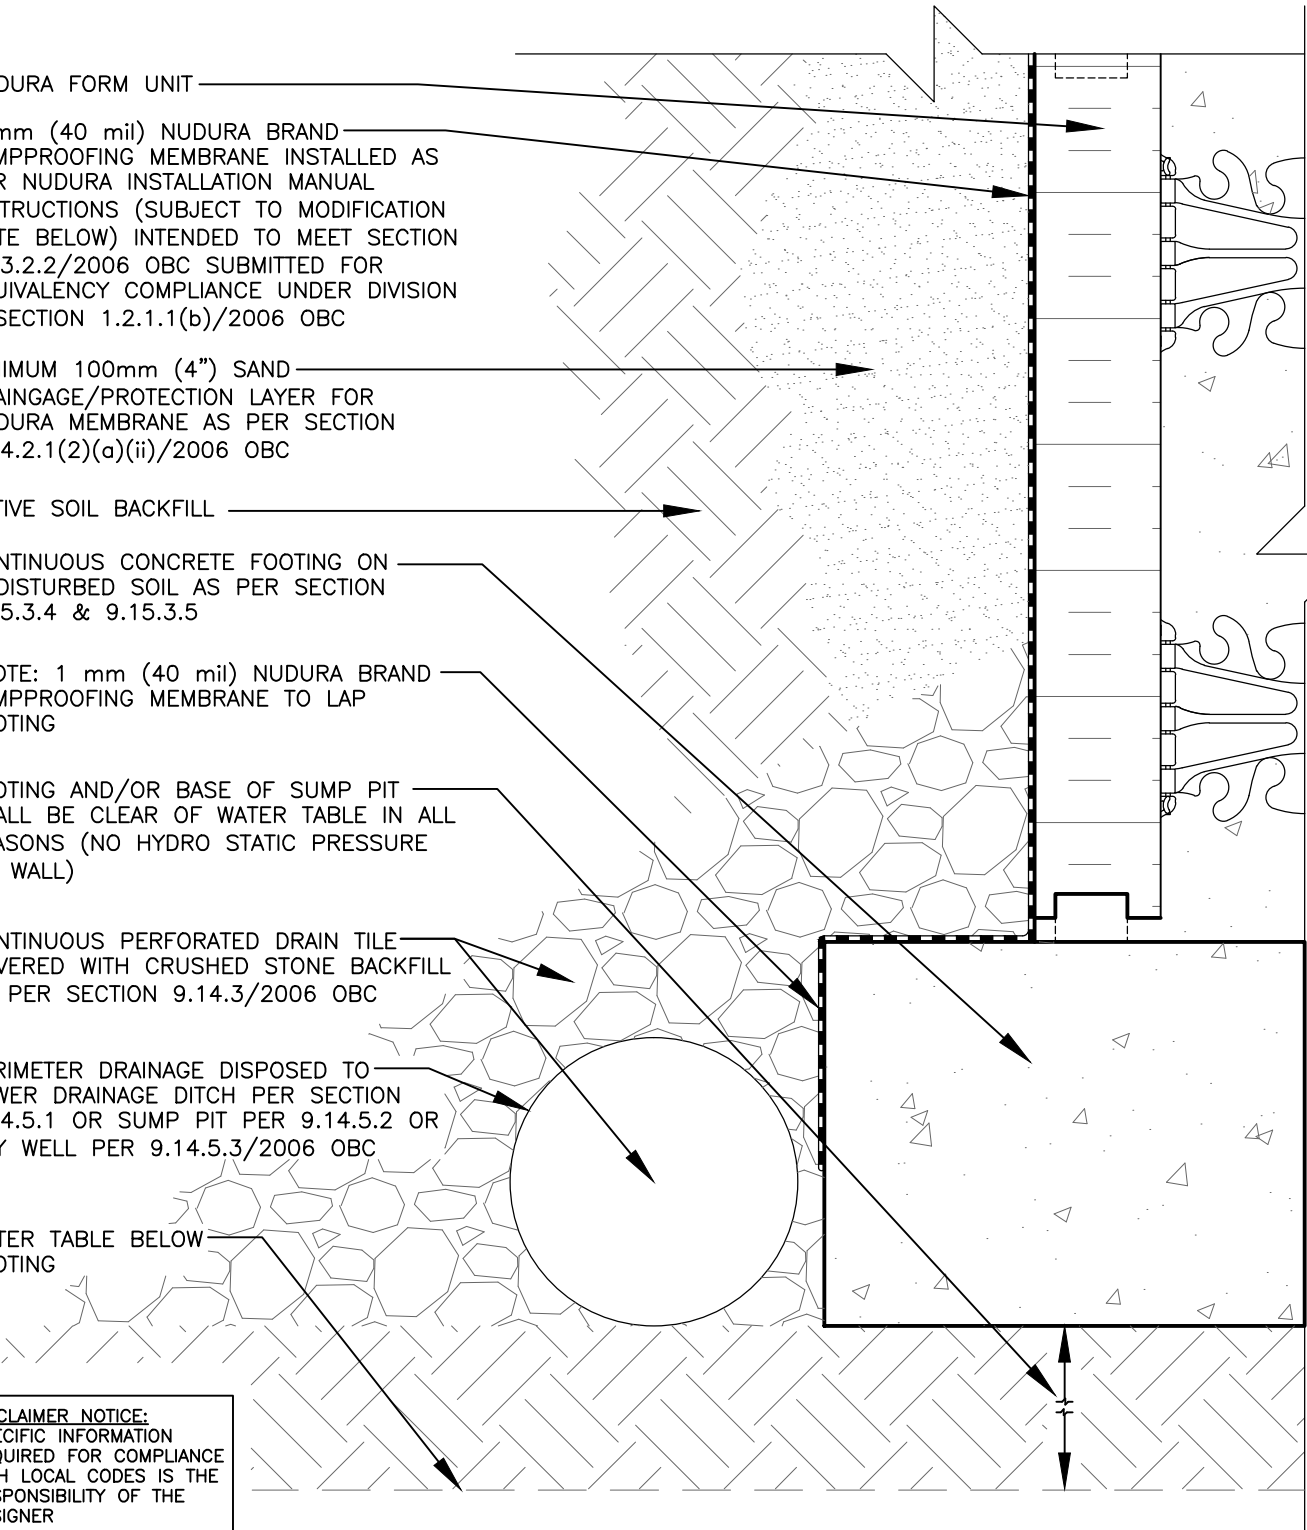 DURA FORM UNIT
mm (40 mil) NUDURA BRAND
MPPROOFING MEMBRANE INSTALLED AS
R NUDURA INSTALLATION MANUAL
STRUCTIONS (SUBJECT TO MODIFICATION
TE BELOW) INTENDED TO MEET SECTION
3.2.2/2006 OBC SUBMITTED FOR
UIVALENCY COMPLIANCE UNDER DIVISION
SECTION 1.2.1.1(b)/2006 OBC
IMUM 100mm (4”) SAND
AINGAGE/PROTECTION LAYER FOR
DURA MEMBRANE AS PER SECTION
4.2.1(2)(a)(ii)/2006 OBC
TIVE SOIL BACKFILL
NTINUOUS CONCRETE FOOTING ON
DISTURBED SOIL AS PER SECTION
5.3.4 & 9.15.3.5
OTE: 1 mm (40 mil) NUDURA BRAND
MPPROOFING MEMBRANE TO LAP
OTING
OTING AND/OR BASE OF SUMP PIT
ALL BE CLEAR OF WATER TABLE IN ALL
ASONS (NO HYDRO STATIC PRESSURE
WALL)
NTINUOUS PERFORATED DRAIN TILE
VERED WITH CRUSHED STONE BACKFILL
PER SECTION 9.14.3/2006 OBC
RIMETER DRAINAGE DISPOSED TO
WER DRAINAGE DITCH PER SECTION
4.5.1 OR SUMP PIT PER 9.14.5.2 OR
Y WELL PER 9.14.5.3/2006 OBC
TER TABLE BELOW
OTING
CLAIMER NOTICE:
ECIFIC INFORMATION
QUIRED FOR COMPLIANCE
H LOCAL CODES IS THE
SPONSIBILITY OF THE
SIGNER